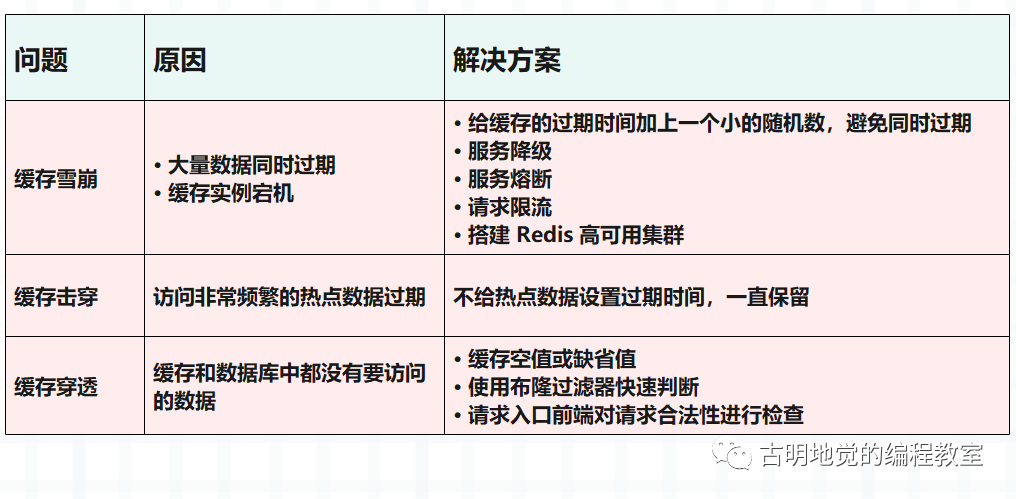 问题
原因
解决方案
缓存雪崩
• 大量数据同时过期
• 缓存实例宕机
• 给缓存的过期时间加上一个小的随机数，避免同时过期
• 服务降级
• 服务熔断
• 请求限流
• 搭建 Redis 高可用集群
缓存击穿
访问非常频繁的热点数据过期
不给热点数据设置过期时间，一直保留
缓存穿透
缓存和数据库中都没有要访问
的数据
• 缓存空值或缺省值
• 使用布隆过滤器快速判断
• 请求入口前端对请求合法性进行检查
古明地觉的编程教室